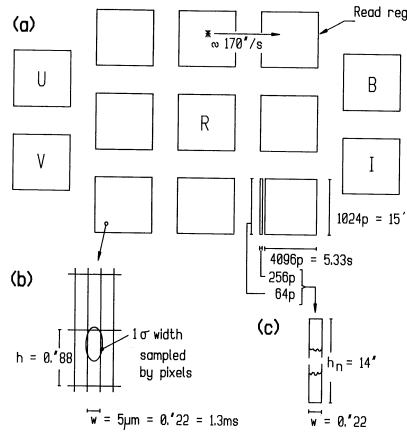 (a)
Read reg
≈ 170"/s
U
B
R
V
I
1024p = 15'
4096p = 5.33s
256p
64p
(b)
1σ width
sampled
by pixels
h = 0."88
w = 5μm = 0."22 = 1.3ms
(c)
hn = 14"
w = 0."22